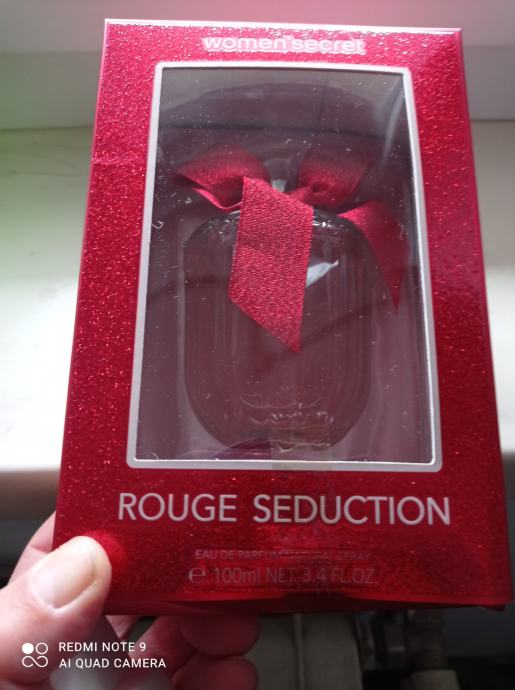 women'secret
ROUGE SEDUCTION
EAU DE PARFUM NATURAL SPRAY
e 100ml NET 3.4 FL.OZ
REDMI NOTE 9
AI QUAD CAMERA